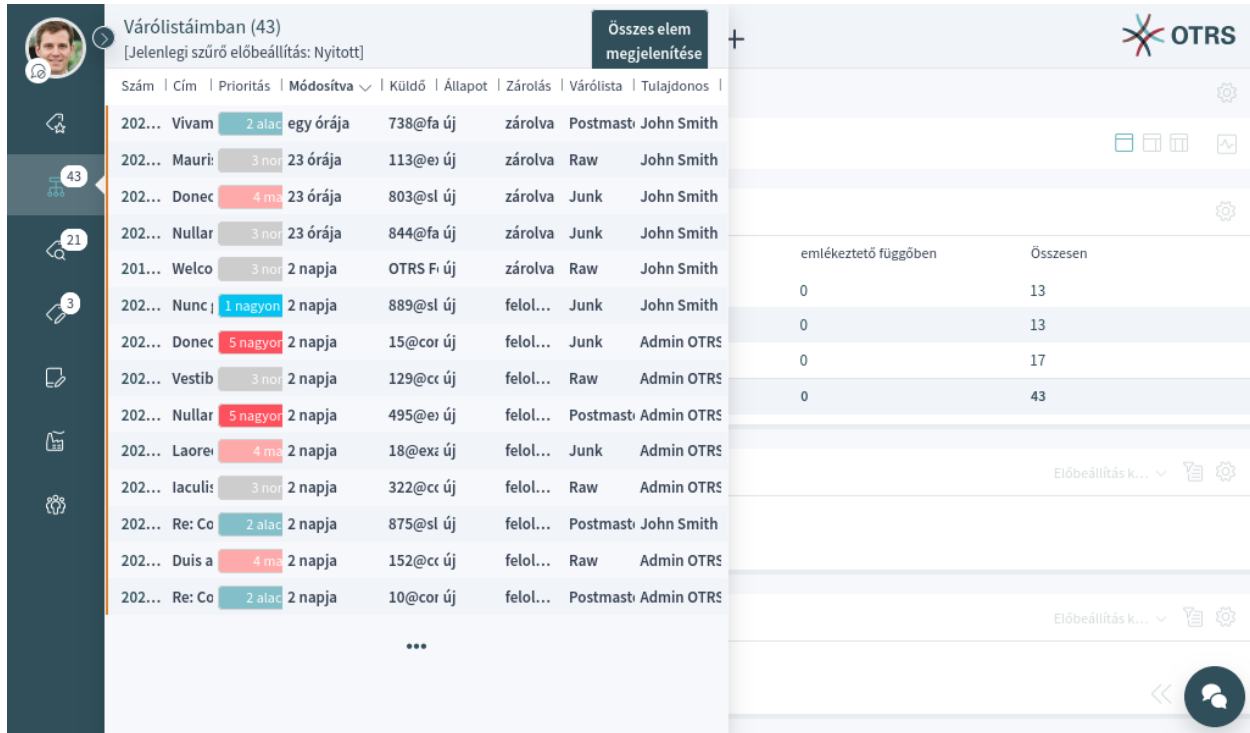 Várólistáimban (43)
[Jelenlegi szűrő előbeállítás: Nyitott]
Összes elem
megjelenítése
+
OTRS
Szám Cím Prioritás Módosítva Küldő Állapot Zárolás Várólista Tulajdonos
202... Vivam 2 alac egy órája 738@fa új zárolva Postmast John Smith
202... Mauri 3 nor 23 órája 113@e új zárolva Raw John Smith
202... Donec 4 ma 23 órája 803@sl új zárolva Junk John Smith
202... Nullar 3 nor 23 órája 844@fa új zárolva Junk John Smith
201... Welco 3 nor 2 napja OTRS F új zárolva Raw John Smith
202... Nunc 1 nagyon 2 napja 889@sl új felol... Junk John Smith
202... Donec 5 nagyor 2 napja 15@cor új felol... Junk Admin OTRS
202... Vestib 3 nor 2 napja 129@cc új felol... Raw Admin OTRS
202... Nullar 5 nagyor 2 napja 495@e új felol... Postmast Admin OTRS
202... Laore 4 ma 2 napja 18@exa új felol... Junk Admin OTRS
202... Iaculis 3 nor 2 napja 322@cc új felol... Raw Admin OTRS
202... Re: Co 2 alac 2 napja 875@sl új felol... Postmast John Smith
202... Duis a 4 ma 2 napja 152@cc új felol... Raw Admin OTRS
202... Re: Co 2 alac 2 napja 10@cor új felol... Postmast Admin OTRS
•••
43
21
3
emlékeztető függőben Összesen
0 13
0 13
0 17
0 43
Előbeállítás k...
Előbeállítás k...